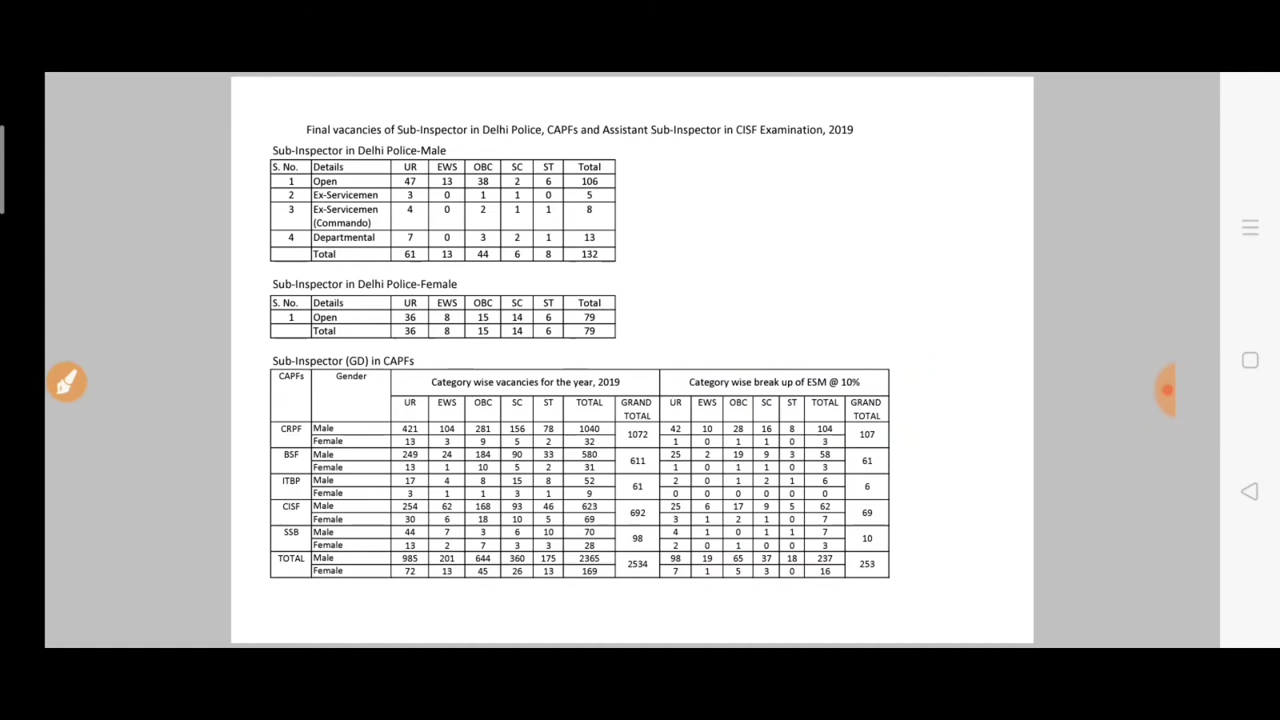 Final vacancies of Sub-Inspector in Delhi Police, CAPFs and Assistant Sub-Inspector in CISF Examination, 2019
Sub-Inspector in Delhi Police-Male
S. No. Details UR EWS OBC SC ST Total
1 Open 47 13 38 2 6 106
2 Ex-Servicemen 3 0 1 1 0 5
3 Ex-Servicemen 4 0 2 1 1 8
(Commando)
4 Departmental 7 0 3 2 1 13
Total 61 13 44 6 8 132
Sub-Inspector in Delhi Police-Female
S. No. Details UR EWS OBC SC ST Total
1 Open 36 8 15 14 6 79
Total 36 8 15 14 6 79
Sub-Inspector (GD) in CAPFs
CAPFs Gender Category wise vacancies for the year, 2019 Category wise break up of ESM @ 10%
UR EWS OBC SC ST TOTAL GRAND TOTAL UR EWS OBC SC ST TOTAL GRAND TOTAL
CRPF Male 421 104 281 156 78 1040 1072 42 10 28 16 8 104 107
Female 13 3 9 5 2 32 1 0 1 1 0 3
BSF Male 249 24 184 90 33 580 611 25 2 19 9 3 58 61
Female 13 1 10 5 2 31 1 0 1 1 0 3
ITBP Male 17 4 8 15 8 52 61 2 0 1 2 1 6 6
Female 3 1 1 3 1 9 0 0 0 0 0 0
CISF Male 254 62 168 93 46 623 692 25 6 17 9 5 62 69
Female 30 6 18 10 5 69 3 1 2 1 0 7
SSB Male 44 7 3 6 10 70 98 4 1 0 1 1 7 10
Female 13 2 7 3 3 28 2 0 1 0 0 3
TOTAL Male 985 201 644 360 175 2365 2534 98 19 65 37 18 237 253
Female 72 13 45 26 13 169 7 1 5 3 0 16